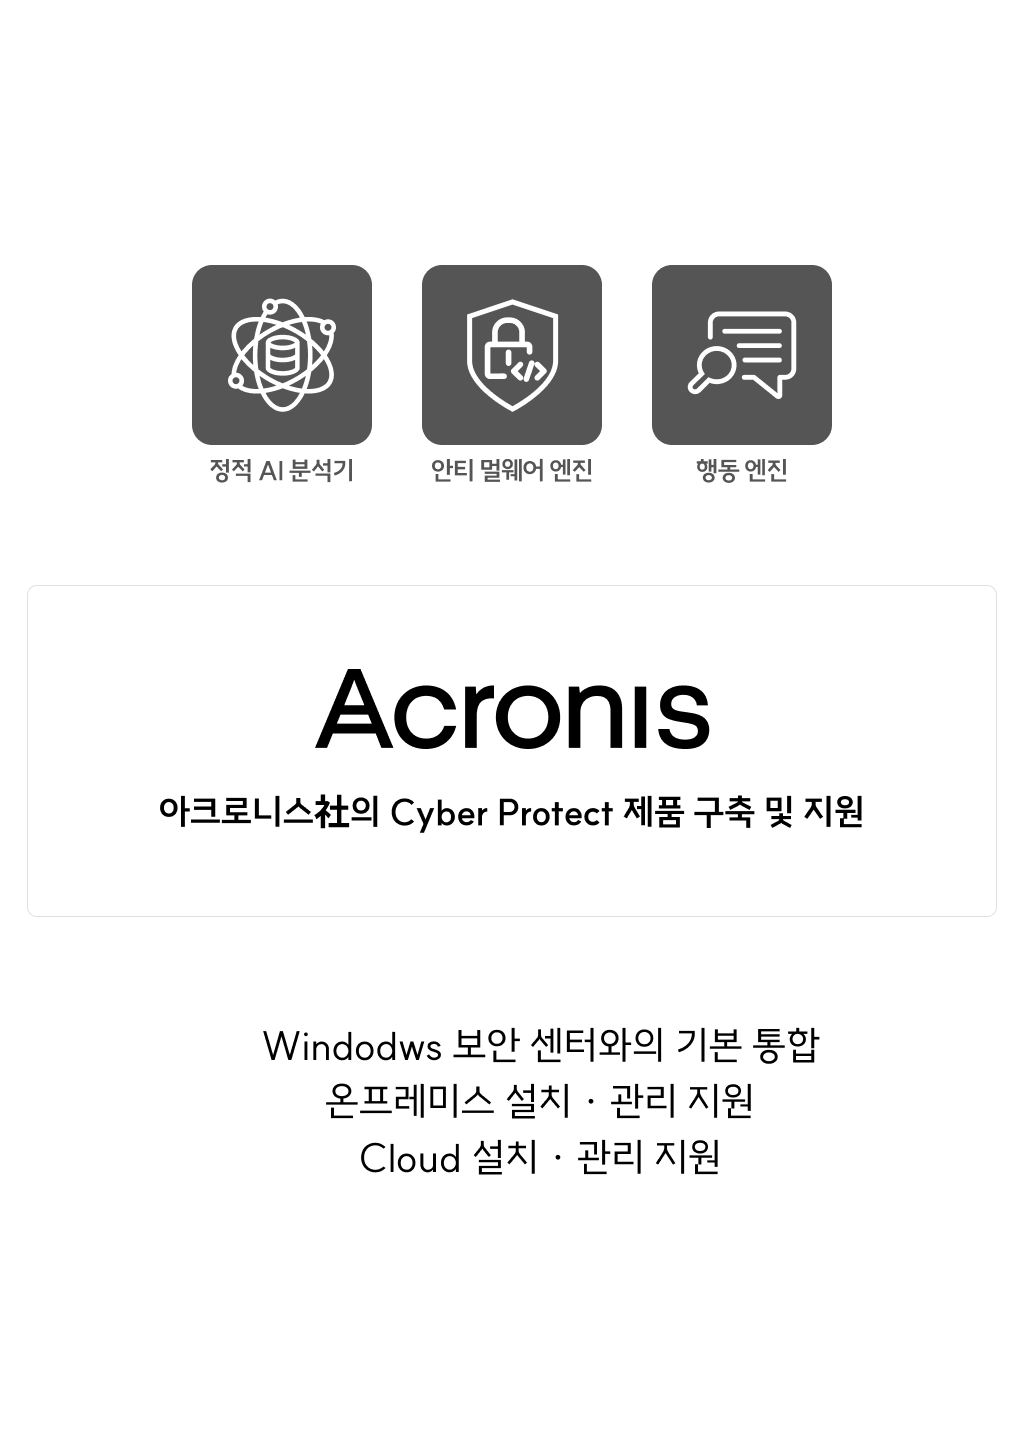 정적 AI 분석기
안티 멀웨어 엔진
행동 엔진
Acronis
아크로니스社의 Cyber Protect 제품 구축 및 지원
Windodws 보안 센터와의 기본 통합
온프레미스 설치 · 관리 지원
Cloud 설치 · 관리 지원